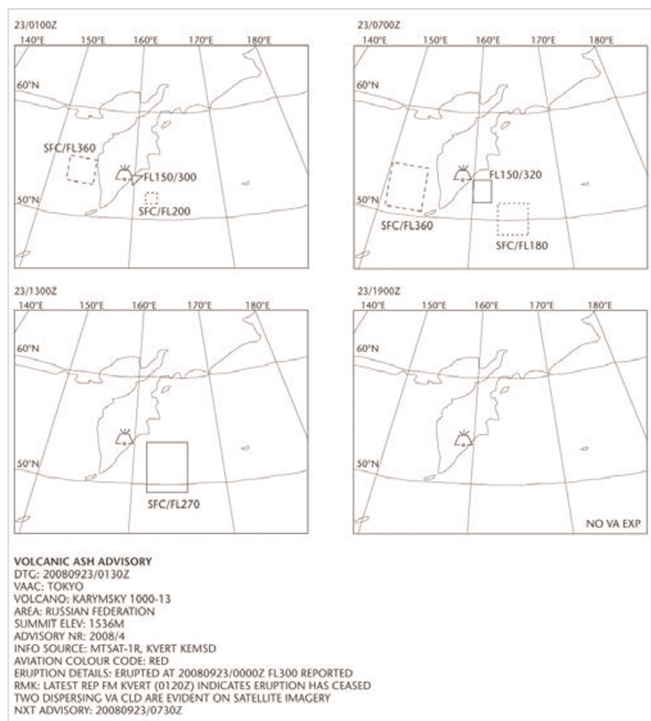 23/0100Z
140°E 150°E 160°E 170°E 180°E
60°N
SFC/FL360
FL150/300
50°N
SFC/FL200
23/0700Z
140°E 150°E 160°E 170°E 180°E
60°N
FL150/320
50°N
SFC/FL360
SFC/FL180
23/1300Z
140°E 150°E 160°E 170°E 180°E
60°N
50°N
SFC/FL270
23/1900Z
140°E 150°E 160°E 170°E 180°E
60°N
50°N
NO VA EXP
VOLCANIC ASH ADVISORY
DTG: 20080923/0130Z
VAAC: TOKYO
VOLCANO: KARYMSKY 1000-13
AREA: RUSSIAN FEDERATION
SUMMIT ELEV: 1536M
ADVISORY NR: 2008/4
INFO SOURCE: MTSAT-1R, KVERT KEMSD
AVIATION COLOUR CODE: RED
ERUPTION DETAILS: ERUPTED AT 20080923/0000Z FL300 REPORTED
RMK: LATEST REP FM KVERT (0120Z) INDICATES ERUPTION HAS CEASED
TWO DISPERSING VA CLD ARE EVIDENT ON SATELLITE IMAGERY
NXT ADVISORY: 20080923/0730Z